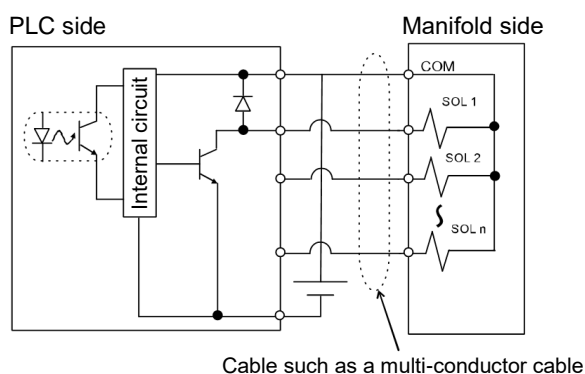 PLC side
Manifold side
Internal circuit
COM
SOL 1
SOL 2
SOL n
Cable such as a multi-conductor cable